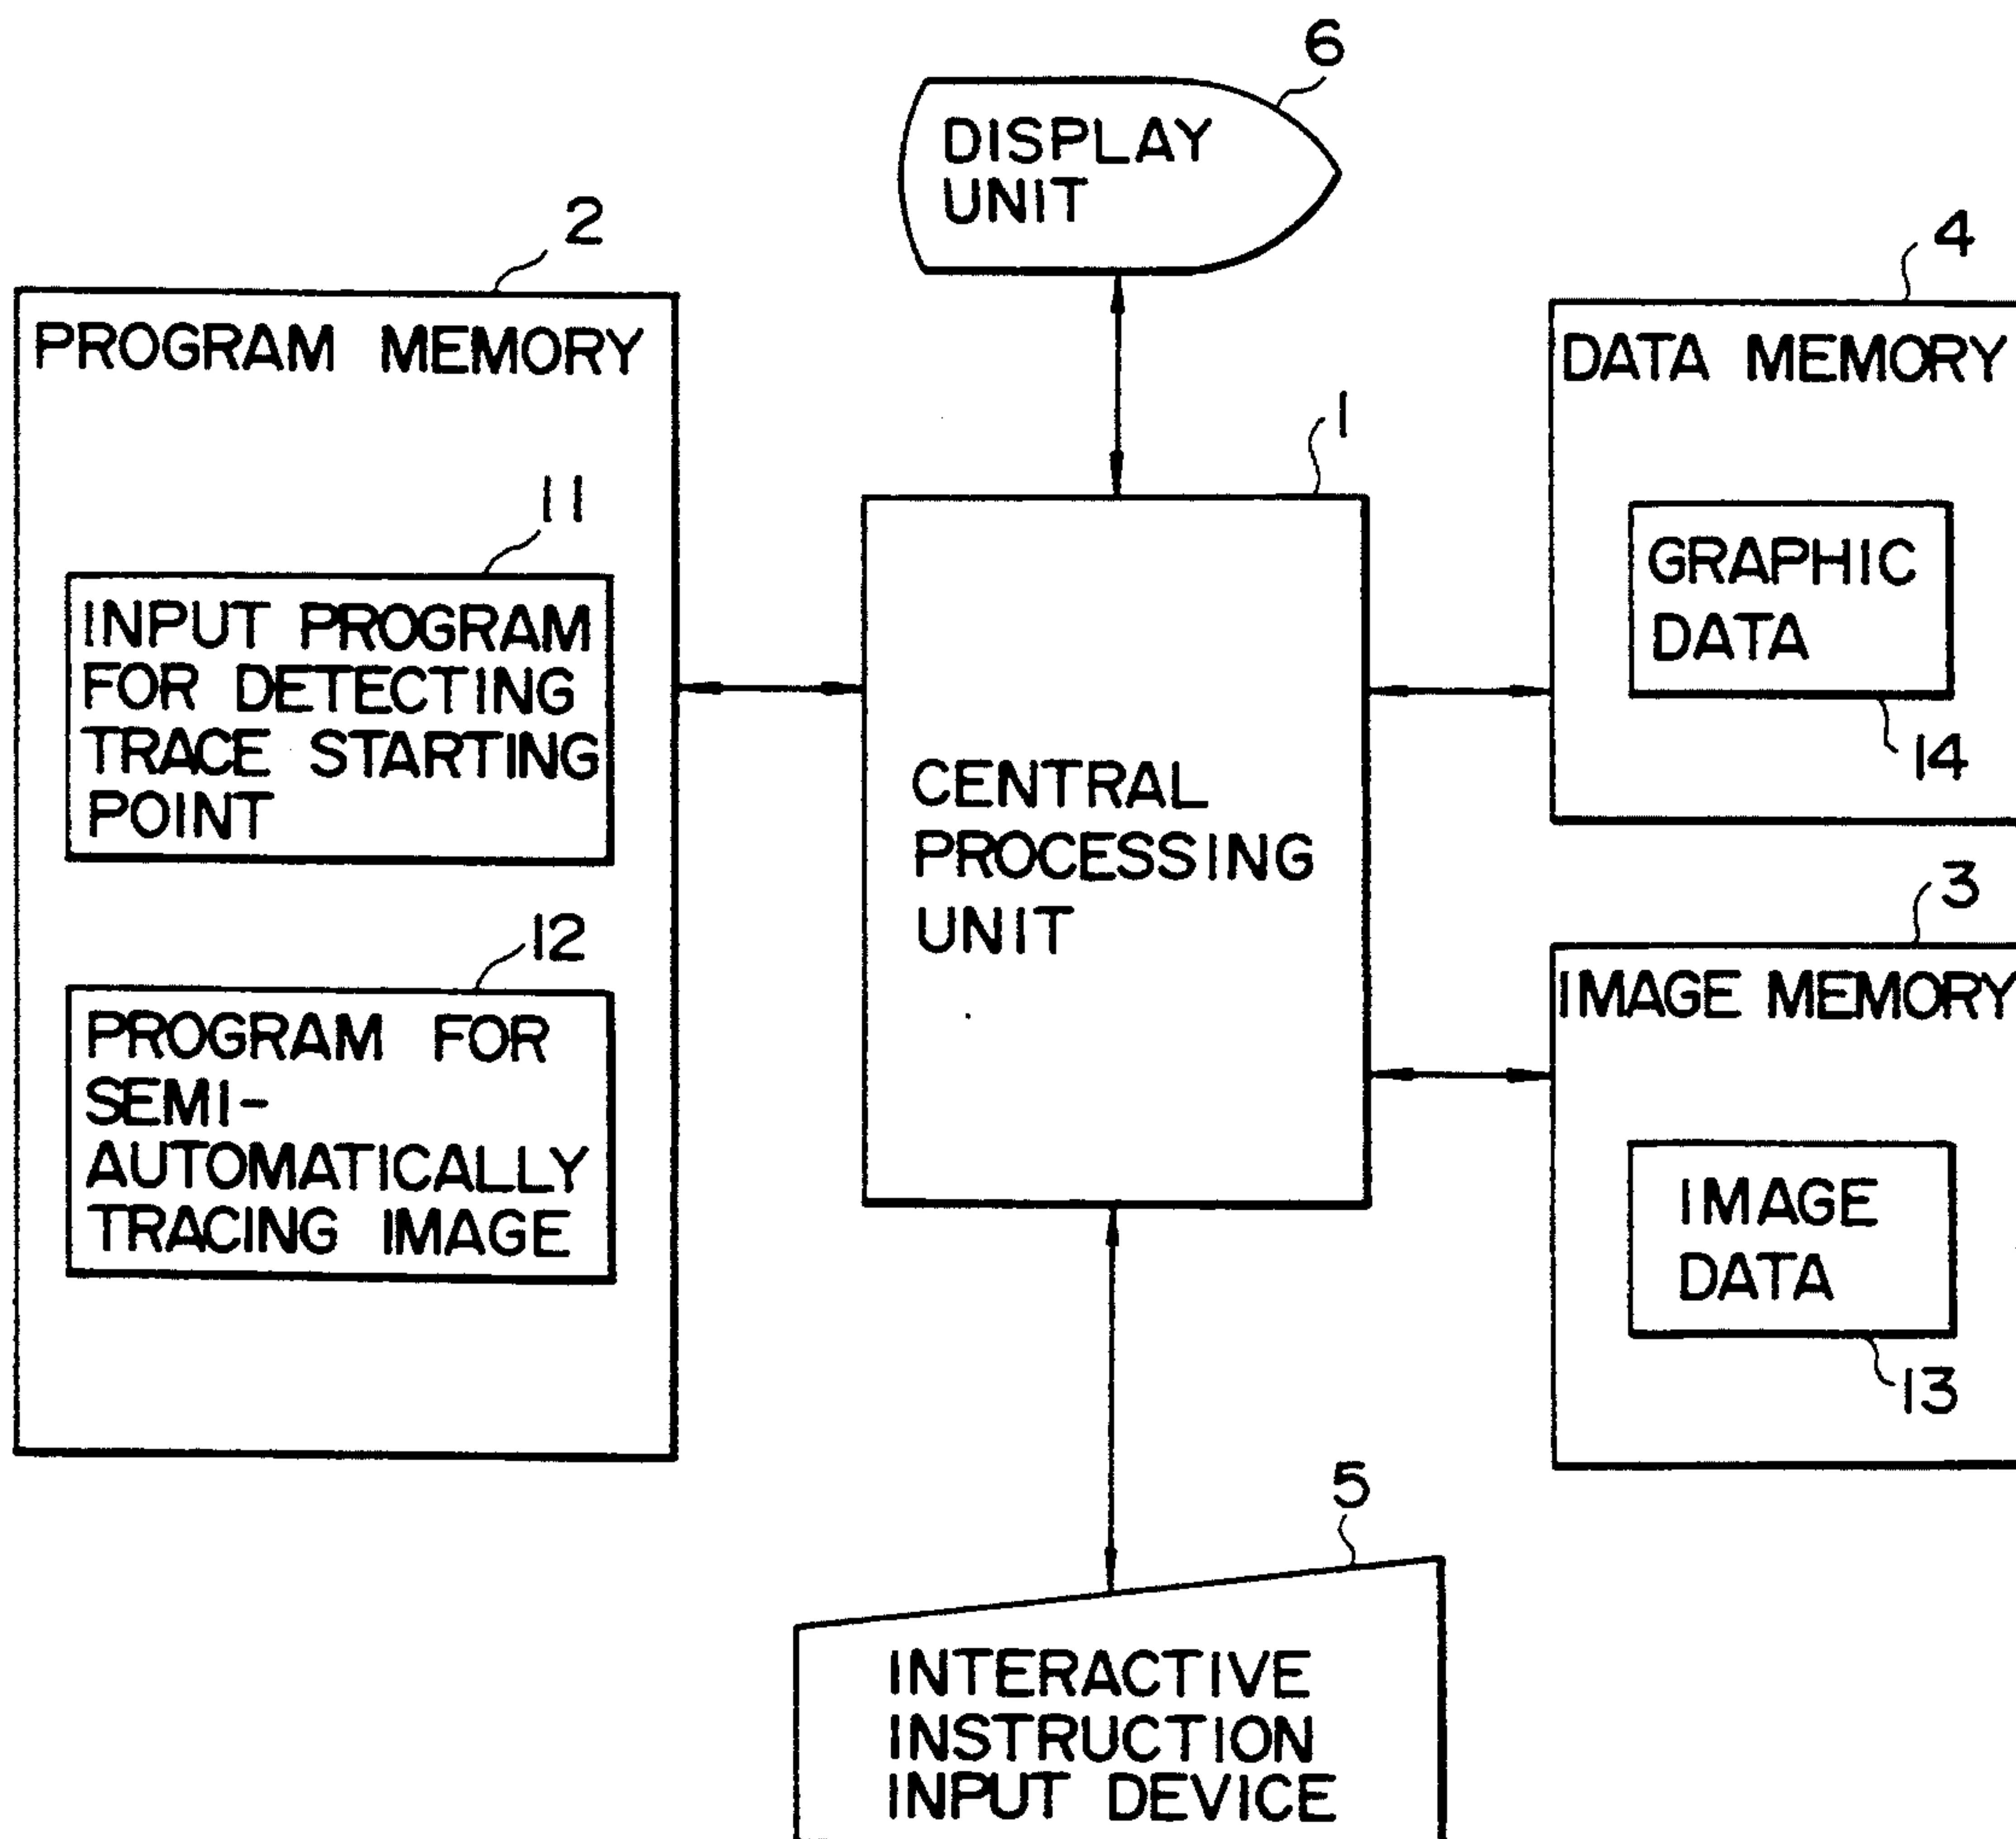 6
DISPLAY
UNIT
2
PROGRAM MEMORY
11
INPUT PROGRAM
FOR DETECTING
TRACE STARTING
POINT
12
PROGRAM FOR
SEMI-
AUTOMATICALLY
TRACING IMAGE
1
CENTRAL
PROCESSING
UNIT
4
DATA MEMORY
GRAPHIC
DATA
14
3
IMAGE MEMORY
IMAGE
DATA
13
5
INTERACTIVE
INSTRUCTION
INPUT DEVICE